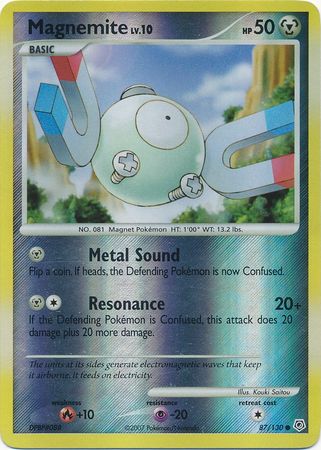 Magnemite LV.10 HP 50
BASIC
NO. 081 Magnet Pokémon HT: 1'00" WT: 13.2 lbs.
Metal Sound
Flip a coin. If heads, the Defending Pokémon is now Confused.
Resonance 20+
If the Defending Pokémon is Confused, this attack does 20
damage plus 20 more damage.
The units at its sides generate electromagnetic waves that keep
it airborne. It feeds on electricity.
Illus. Kouki Saitou
weakness resistance retreat cost
+10 -20
DPBP#088 ©2007 Pokémon/Nintendo 87/130